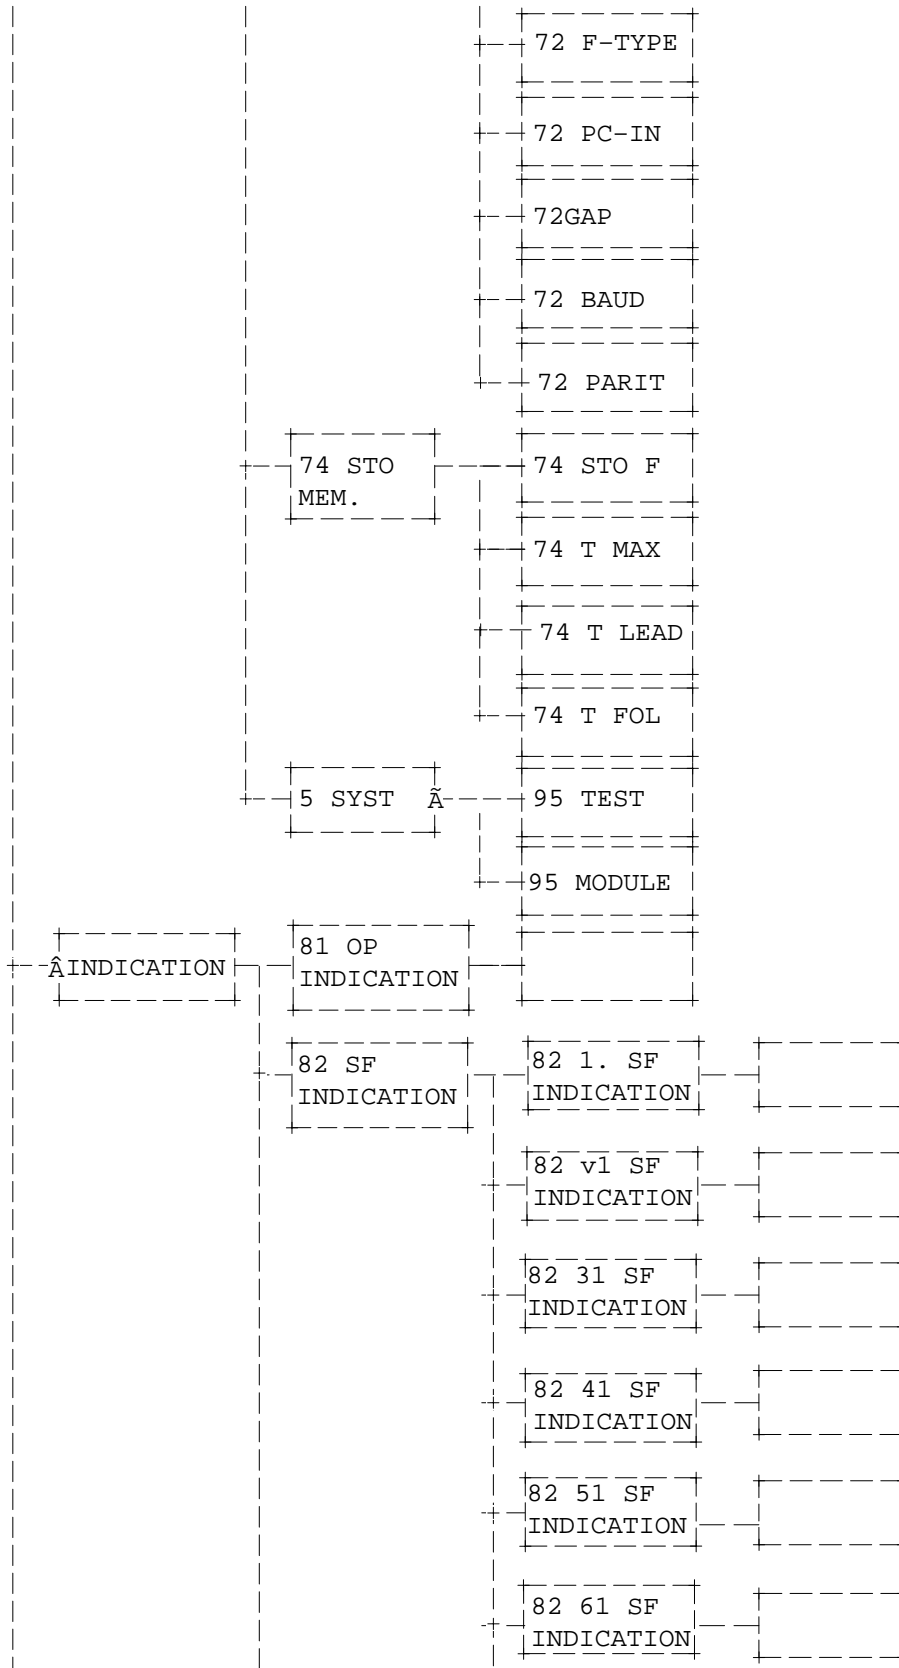 72 F-TYPE
72 PC-IN
72GAP
72 BAUD
72 PARIT
74 STO
MEM.
74 STO F
74 T MAX
74 T LEAD
74 T FOL
5 SYST Ã
95 TEST
95 MODULE
ÂINDICATION
81 OP
INDICATION
82 SF
INDICATION
82 1. SF
INDICATION
82 v1 SF
INDICATION
82 31 SF
INDICATION
82 41 SF
INDICATION
82 51 SF
INDICATION
82 61 SF
INDICATION